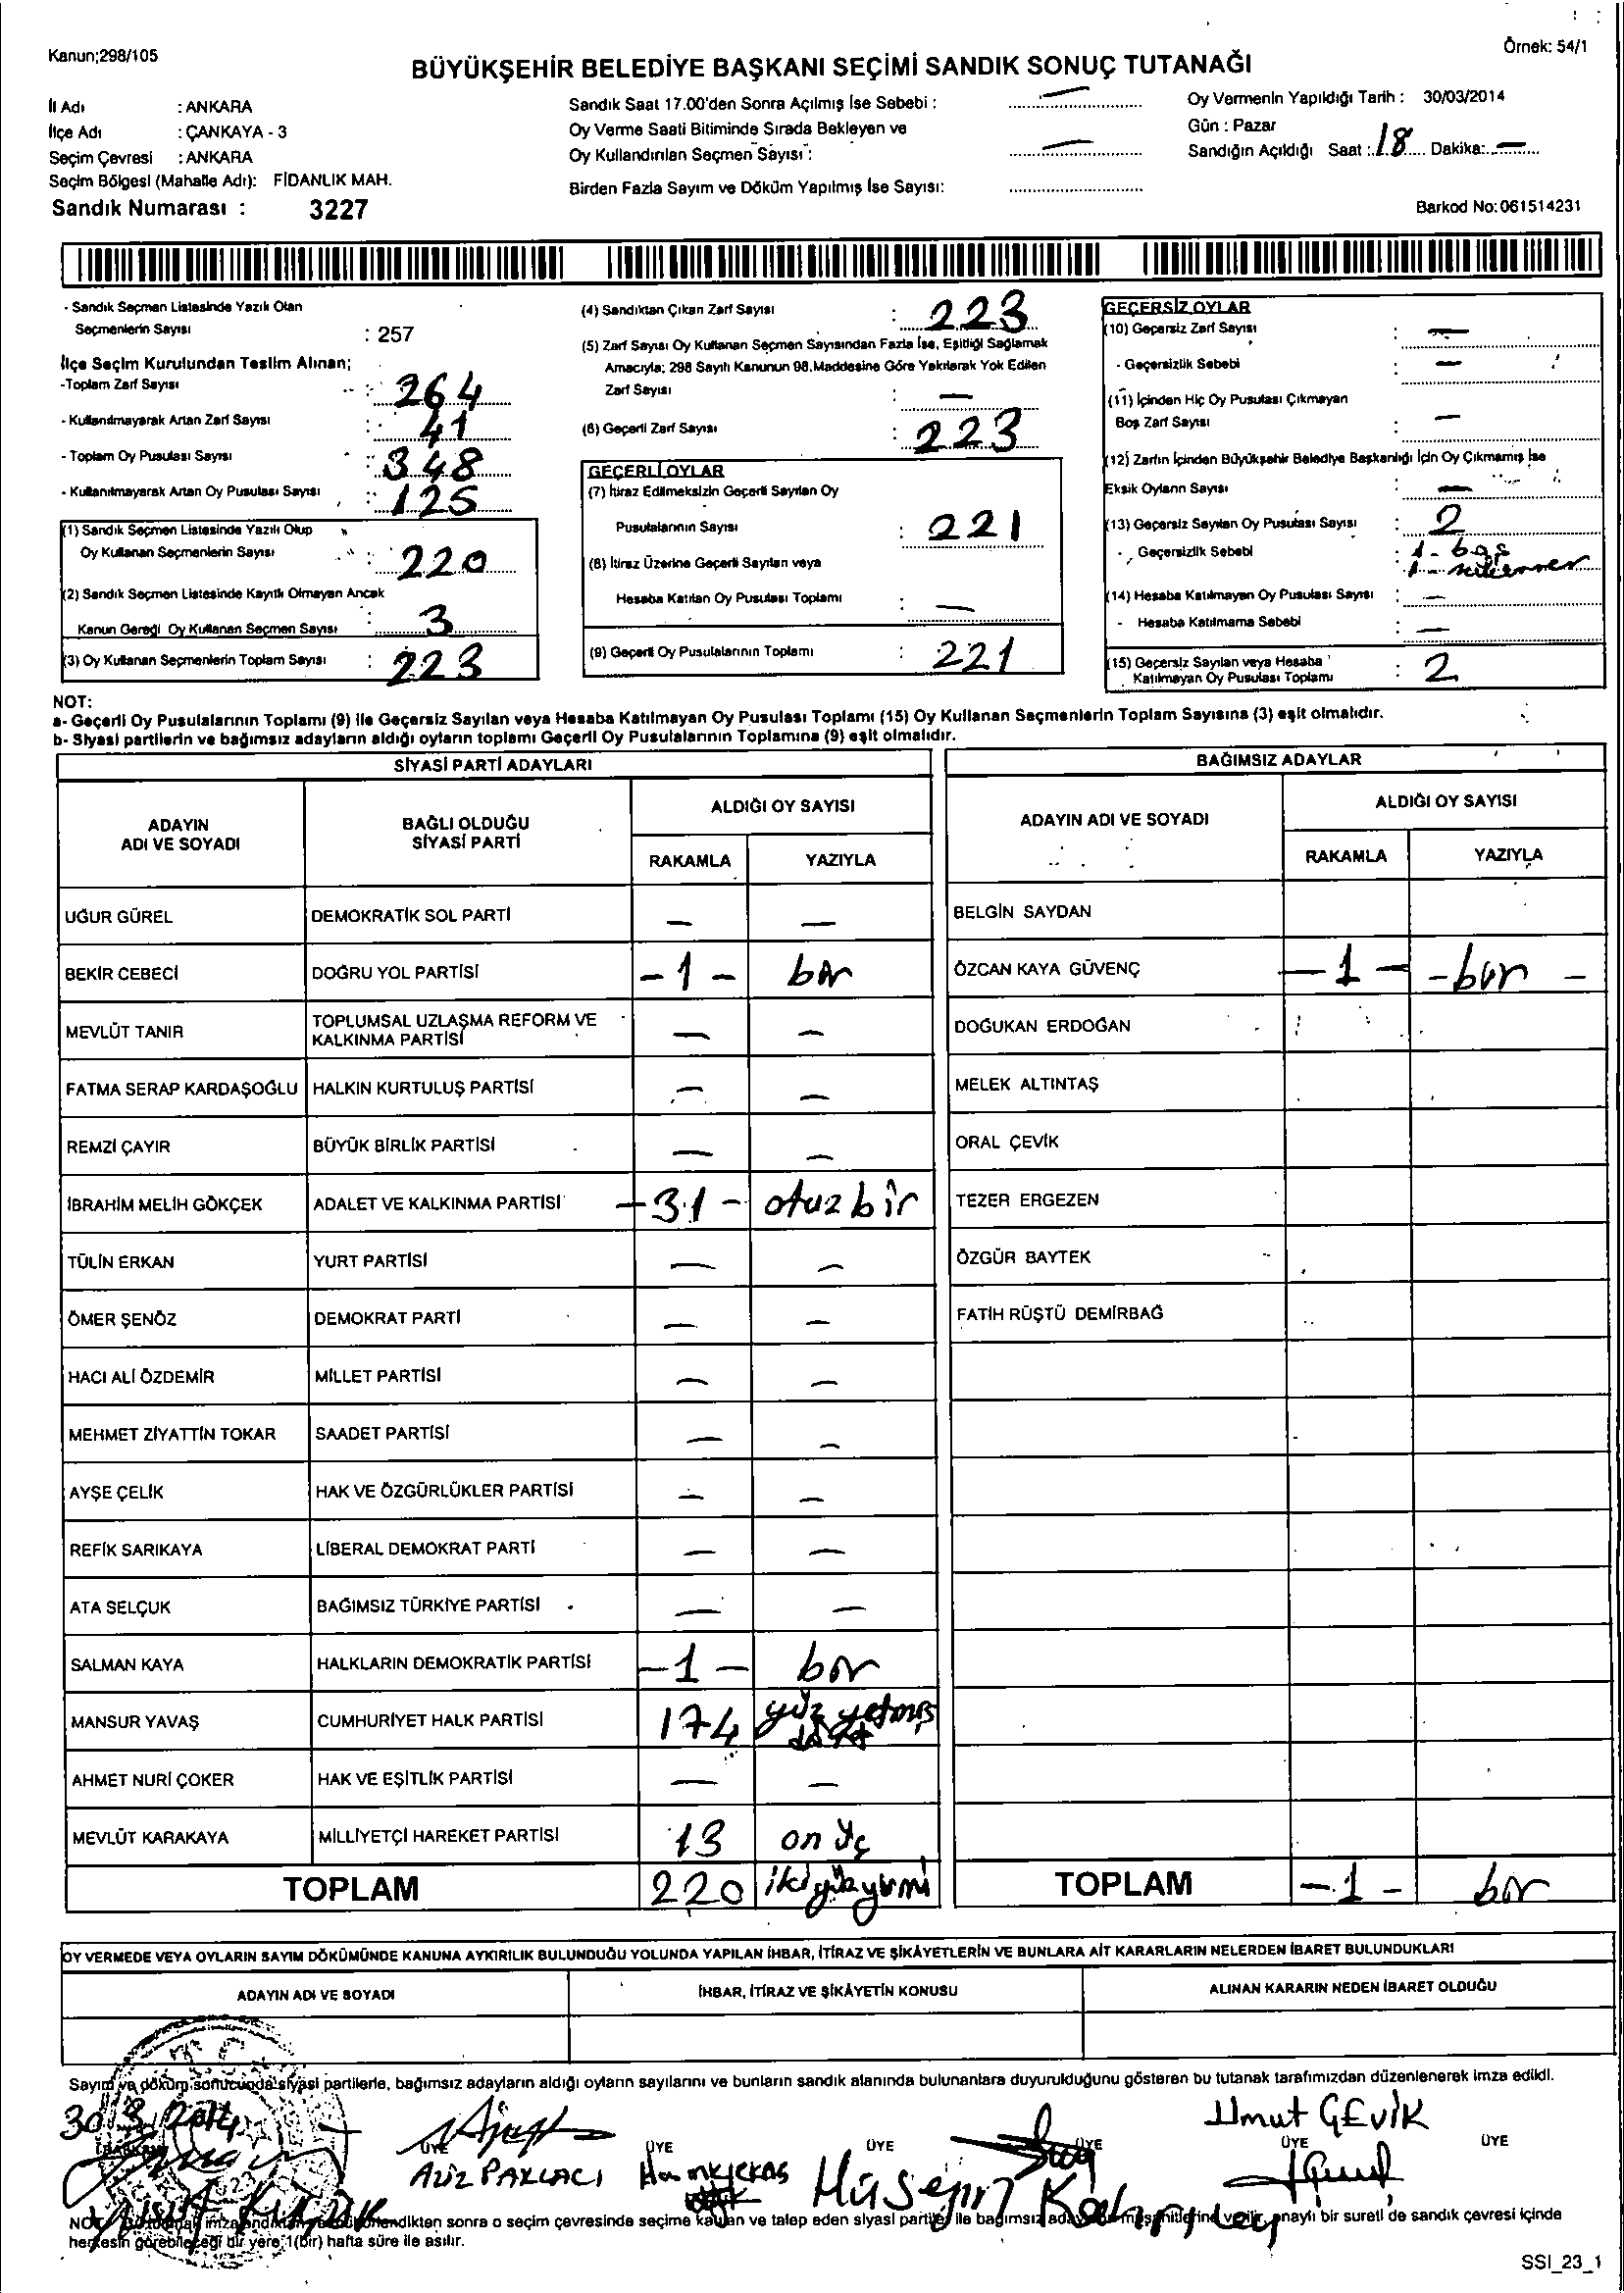 Kanun;298/105
Örnek: 54/1
BÜYÜKŞEHİR BELEDİYE BAŞKANI SEÇİMİ SANDIK SONUÇ TUTANAĞI
İl Adı : ANKARA
İlçe Adı : ÇANKAYA - 3
Seçim Çevresi : ANKARA
Seçim Bölgesi (Mahalle Adı): FİDANLIK MAH.
Sandık Numarası : 3227
Sandık Saat 17.00'den Sonra Açılmış İse Sebebi : —
Oy Verme Saati Bitiminde Sırada Bekleyen ve
Oy Kullandırılan Seçmen Sayısı : —
Birden Fazla Sayım ve Döküm Yapılmış İse Sayısı:
Oy Vermenin Yapıldığı Tarih : 30/03/2014
Gün : Pazar
Sandığın Açıldığı Saat : 18 Dakika: —
Barkod No: 061514231
- Sandık Seçmen Listesinde Yazılı Olan
Seçmenlerin Sayısı : 257
İlçe Seçim Kurulundan Teslim Alınan;
-Toplam Zarf Sayısı : 264
- Kullanılmayarak Artan Zarf Sayısı : 41
- Toplam Oy Pusulası Sayısı : 348
- Kullanılmayarak Artan Oy Pusulası Sayısı : 125
(1) Sandık Seçmen Listesinde Yazılı Olup
Oy Kullanan Seçmenlerin Sayısı : 220
(2) Sandık Seçmen Listesinde Kayıtlı Olmayan Ancak
Kanun Gereği Oy Kullanan Seçmen Sayısı : 3
(3) Oy Kullanan Seçmenlerin Toplam Sayısı : 223
(4) Sandıktan Çıkan Zarf Sayısı : 223
(5) Zarf Sayısı Oy Kullanan Seçmen Sayısından Fazla İse, Eşitliği Sağlamak
Amacıyla; 298 Sayılı Kanunun 98.Maddesine Göre Yakılarak Yok Edilen
Zarf Sayısı : —
(6) Geçerli Zarf Sayısı : 223
GEÇERLİ OYLAR
(7) İtiraz Edilmeksizin Geçerli Sayılan Oy
Pusulalarının Sayısı : 221
(8) İtiraz Üzerine Geçerli Sayılan veya
Hesaba Katılan Oy Pusulası Toplamı : —
(9) Geçerli Oy Pusulalarının Toplamı : 221
GEÇERSİZ OYLAR
(10) Geçersiz Zarf Sayısı : —
- Geçersizlik Sebebi : —
(11) İçinden Hiç Oy Pusulası Çıkmayan
Boş Zarf Sayısı : —
(12) Zarfın İçinden Büyükşehir Belediye Başkanlığı İçin Oy Çıkmamış İse
Eksik Oyların Sayısı : —
(13) Geçersiz Sayılan Oy Pusulası Sayısı : 2
- Geçersizlik Sebebi : 1 - boş
1 -
(14) Hesaba Katılmayan Oy Pusulası Sayısı : —
- Hesaba Katılmama Sebebi : —
(15) Geçersiz Sayılan veya Hesaba
Katılmayan Oy Pusulası Toplamı : 2
NOT:
a- Geçerli Oy Pusulalarının Toplamı (9) ile Geçersiz Sayılan veya Hesaba Katılmayan Oy Pusulası Toplamı (15) Oy Kullanan Seçmenlerin Toplam Sayısına (3) eşit olmalıdır.
b- Siyasi partilerin ve bağımsız adayların aldığı oyların toplamı Geçerli Oy Pusulalarının Toplamına (9) eşit olmalıdır.
SİYASİ PARTİ ADAYLARI
ADAYIN ADI VE SOYADI
BAĞLI OLDUĞU SİYASİ PARTİ
ALDIĞI OY SAYISI
RAKAMLA YAZIYLA
UĞUR GÜREL DEMOKRATİK SOL PARTİ — —
BEKİR CEBECİ DOĞRU YOL PARTİSİ - 1 - bir
MEVLÜT TANIR TOPLUMSAL UZLAŞMA REFORM VE KALKINMA PARTİSİ — —
FATMA SERAP KARDAŞOĞLU HALKIN KURTULUŞ PARTİSİ — —
REMZİ ÇAYIR BÜYÜK BİRLİK PARTİSİ — —
İBRAHİM MELİH GÖKÇEK ADALET VE KALKINMA PARTİSİ - 31 - otuz bir
TÜLİN ERKAN YURT PARTİSİ — —
ÖMER ŞENÖZ DEMOKRAT PARTİ — —
HACI ALİ ÖZDEMİR MİLLET PARTİSİ — —
MEHMET ZİYATTİN TOKAR SAADET PARTİSİ — —
AYŞE ÇELİK HAK VE ÖZGÜRLÜKLER PARTİSİ — —
REFİK SARIKAYA LİBERAL DEMOKRAT PARTİ — —
ATA SELÇUK BAĞIMSIZ TÜRKİYE PARTİSİ — —
SALMAN KAYA HALKLARIN DEMOKRATİK PARTİSİ - 1 - bir
MANSUR YAVAŞ CUMHURİYET HALK PARTİSİ 174 yüz yetmiş dört
AHMET NURİ ÇOKER HAK VE EŞİTLİK PARTİSİ — —
MEVLÜT KARAKAYA MİLLİYETÇİ HAREKET PARTİSİ 13 on üç
TOPLAM 220 iki yüz yirmi
BAĞIMSIZ ADAYLAR
ADAYIN ADI VE SOYADI
ALDIĞI OY SAYISI
RAKAMLA YAZIYLA
BELGİN SAYDAN
ÖZCAN KAYA GÜVENÇ - 1 - - bir -
DOĞUKAN ERDOĞAN
MELEK ALTINTAŞ
ORAL ÇEVİK
TEZER ERGEZEN
ÖZGÜR BAYTEK
FATİH RÜŞTÜ DEMİRBAĞ
TOPLAM - 1 - bir
OY VERMEDE VEYA OYLARIN SAYIM DÖKÜMÜNDE KANUNA AYKIRILIK BULUNDUĞU YOLUNDA YAPILAN İHBAR, İTİRAZ VE ŞİKÂYETLERİN VE BUNLARA AİT KARARLARIN NELERDEN İBARET BULUNDUKLARI
ADAYIN ADI VE SOYADI
İHBAR, İTİRAZ VE ŞİKÂYETİN KONUSU
ALINAN KARARIN NEDEN İBARET OLDUĞU
Sayım ve döküm sonucunda siyasi partilerle, bağımsız adayların aldığı oyların sayılarını ve bunların sandık alanında bulunanlara duyurulduğunu gösteren bu tutanak tarafımızdan düzenlenerek imza edildi.
30.3.2014
Umut ÇEVİK
BAŞKAN ÜYE ÜYE ÜYE ÜYE ÜYE ÜYE
Hüseyin
sonra o seçim çevresinde seçime katılan ve talep eden siyasi partiler ile bağımsız onaylı bir sureti de sandık çevresi içinde
herkesin görebileceği bir yere 1(bir) hafta süre ile asılır.
SSI_23_1